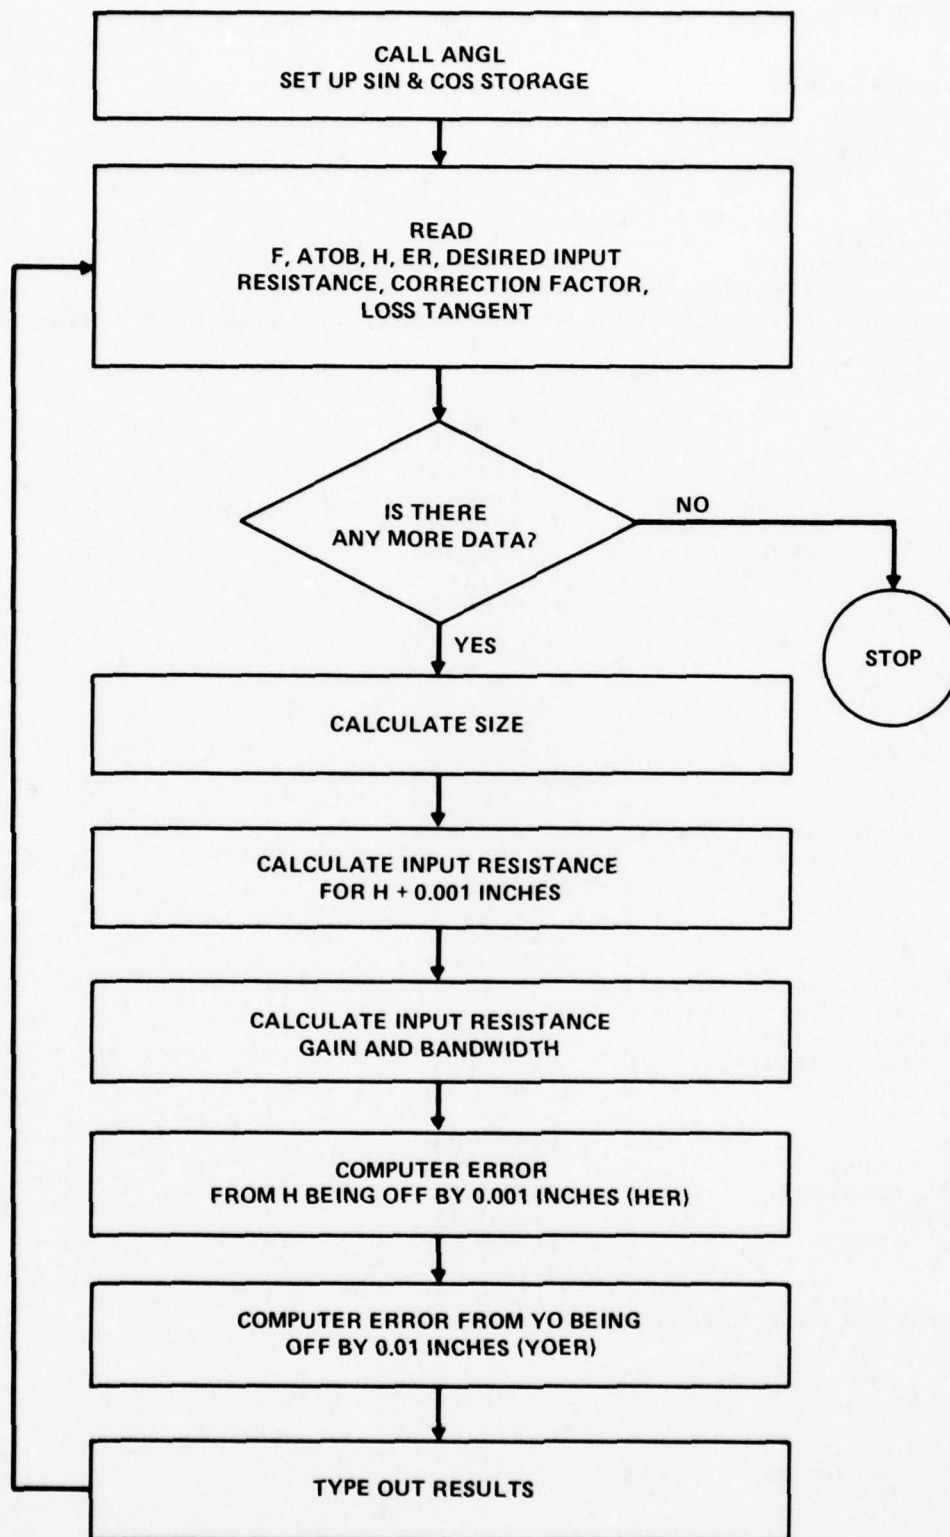 CALL ANGL
SET UP SIN & COS STORAGE
READ
F, ATOB, H, ER, DESIRED INPUT
RESISTANCE, CORRECTION FACTOR,
LOSS TANGENT
IS THERE
ANY MORE DATA?
NO
STOP
YES
CALCULATE SIZE
CALCULATE INPUT RESISTANCE
FOR H + 0.001 INCHES
CALCULATE INPUT RESISTANCE
GAIN AND BANDWIDTH
COMPUTER ERROR
FROM H BEING OFF BY 0.001 INCHES (HER)
COMPUTER ERROR FROM YO BEING
OFF BY 0.01 INCHES (YOER)
TYPE OUT RESULTS